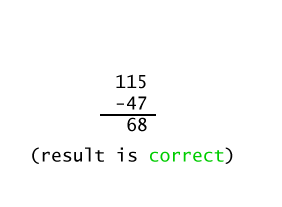 115
-47
68
(result is correct)